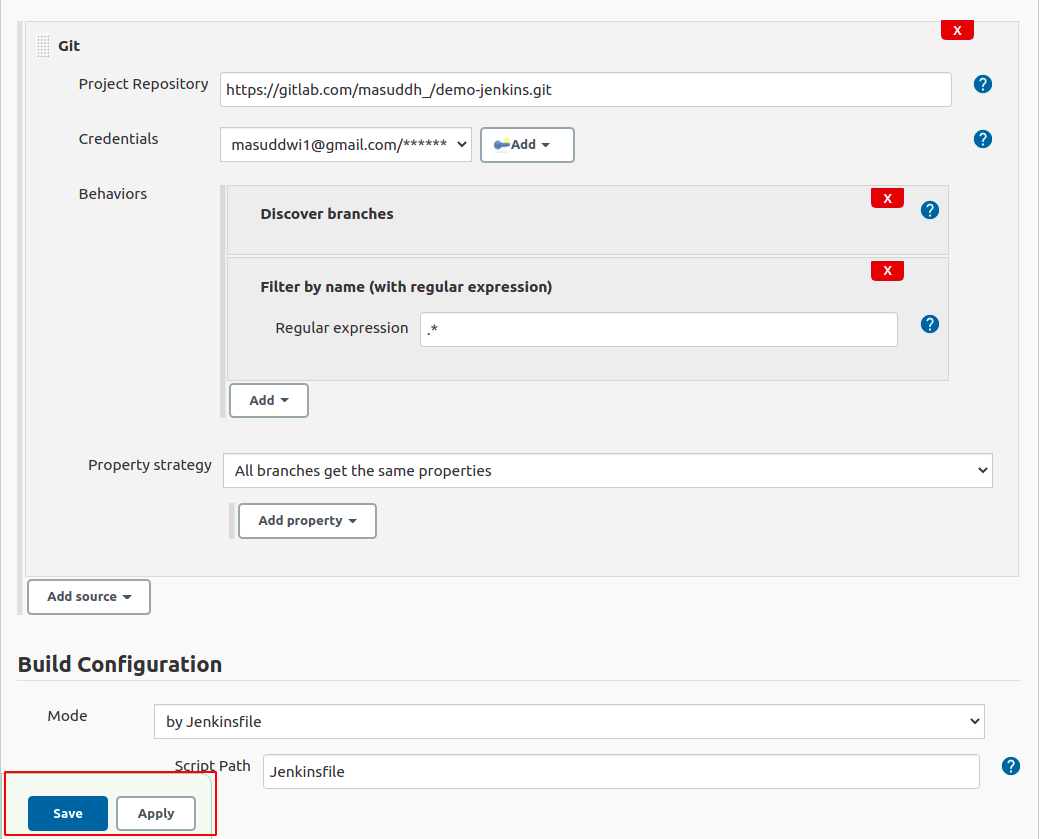 X
Git
Project Repository https://gitlab.com/masuddh_/demo-jenkins.git ?
Credentials masuddwi1@gmail.com/****** Add ?
Behaviors
X
Discover branches ?
X
Filter by name (with regular expression)
Regular expression .* ?
Add
Property strategy All branches get the same properties
Add property
Add source
Build Configuration
Mode by Jenkinsfile
Script Path Jenkinsfile ?
Save Apply